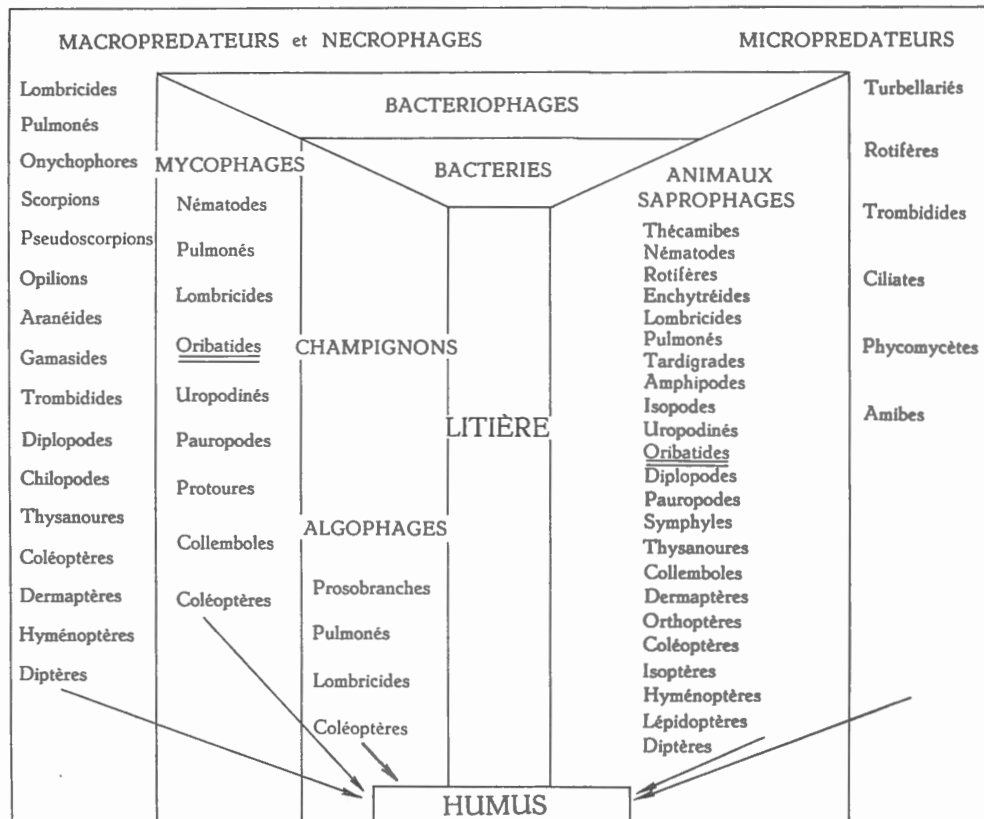 MACROPREDATEURS et NECROPHAGES
MICROPREDATEURS
Lombricides
Pulmonés
Onychophores
Scorpions
Pseudoscorpions
Opilions
Aranéides
Gamasides
Trombidides
Diplopodes
Chilopodes
Thysanoures
Coléoptères
Dermaptères
Hyménoptères
Diptères
MYCOPHAGES
Nématodes
Pulmonés
Lombricides
Oribatides
Uropodinés
Pauropodes
Protoures
Collemboles
Coléoptères
BACTERIOPHAGES
BACTERIES
CHAMPIGNONS
ALGOPHAGES
Prosobranches
Pulmonés
Lombricides
Coléoptères
LITIÈRE
ANIMAUX
SAPROPHAGES
Thécamibes
Nématodes
Rotifères
Enchytréides
Lombricides
Pulmonés
Tardigrades
Amphipodes
Isopodes
Uropodinés
Oribatides
Diplopodes
Pauropodes
Symphyles
Thysanoures
Collemboles
Dermaptères
Orthoptères
Coléoptères
Isoptères
Hyménoptères
Lépidoptères
Diptères
Turbellariés
Rotifères
Trombidides
Ciliates
Phycomycètes
Amibes
HUMUS